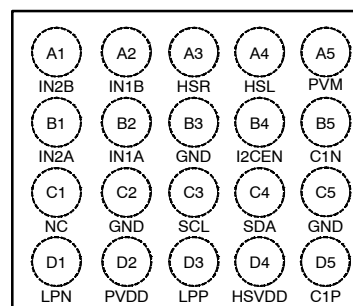 A1 A2 A3 A4 A5
IN2B IN1B HSR HSL PVM
B1 B2 B3 B4 B5
IN2A IN1A GND I2CEN C1N
C1 C2 C3 C4 C5
NC GND SCL SDA GND
D1 D2 D3 D4 D5
LPN PVDD LPP HSVDD C1P